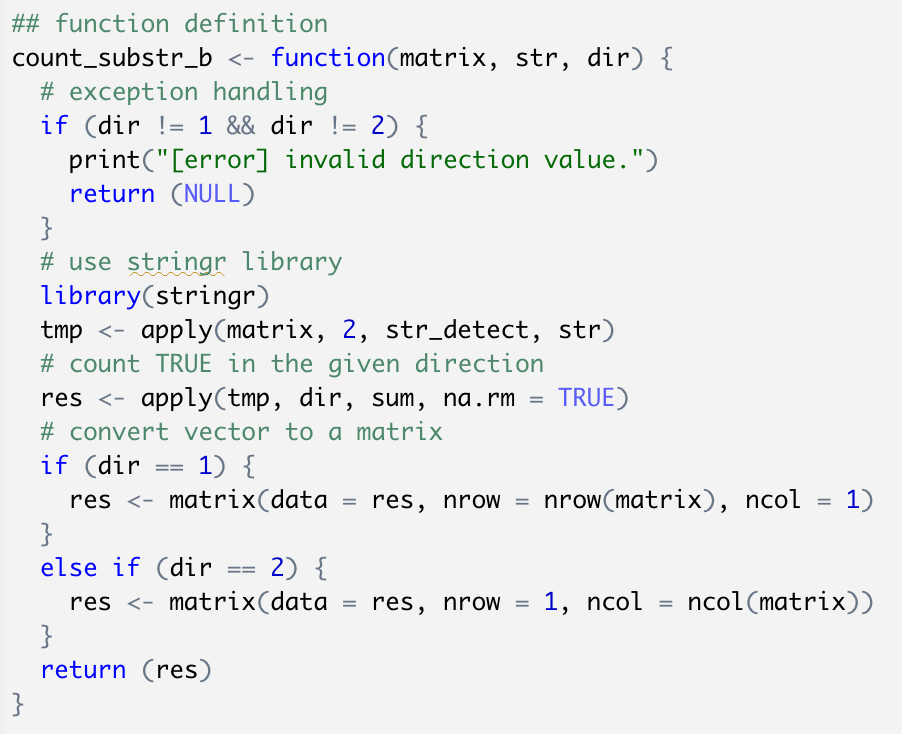 ## function definition
count_substr_b <- function(matrix, str, dir) {
  # exception handling
  if (dir != 1 && dir != 2) {
    print("[error] invalid direction value.")
    return (NULL)
  }
  # use stringr library
  library(stringr)
  tmp <- apply(matrix, 2, str_detect, str)
  # count TRUE in the given direction
  res <- apply(tmp, dir, sum, na.rm = TRUE)
  # convert vector to a matrix
  if (dir == 1) {
    res <- matrix(data = res, nrow = nrow(matrix), ncol = 1)
  }
  else if (dir == 2) {
    res <- matrix(data = res, nrow = 1, ncol = ncol(matrix))
  }
  return (res)
}